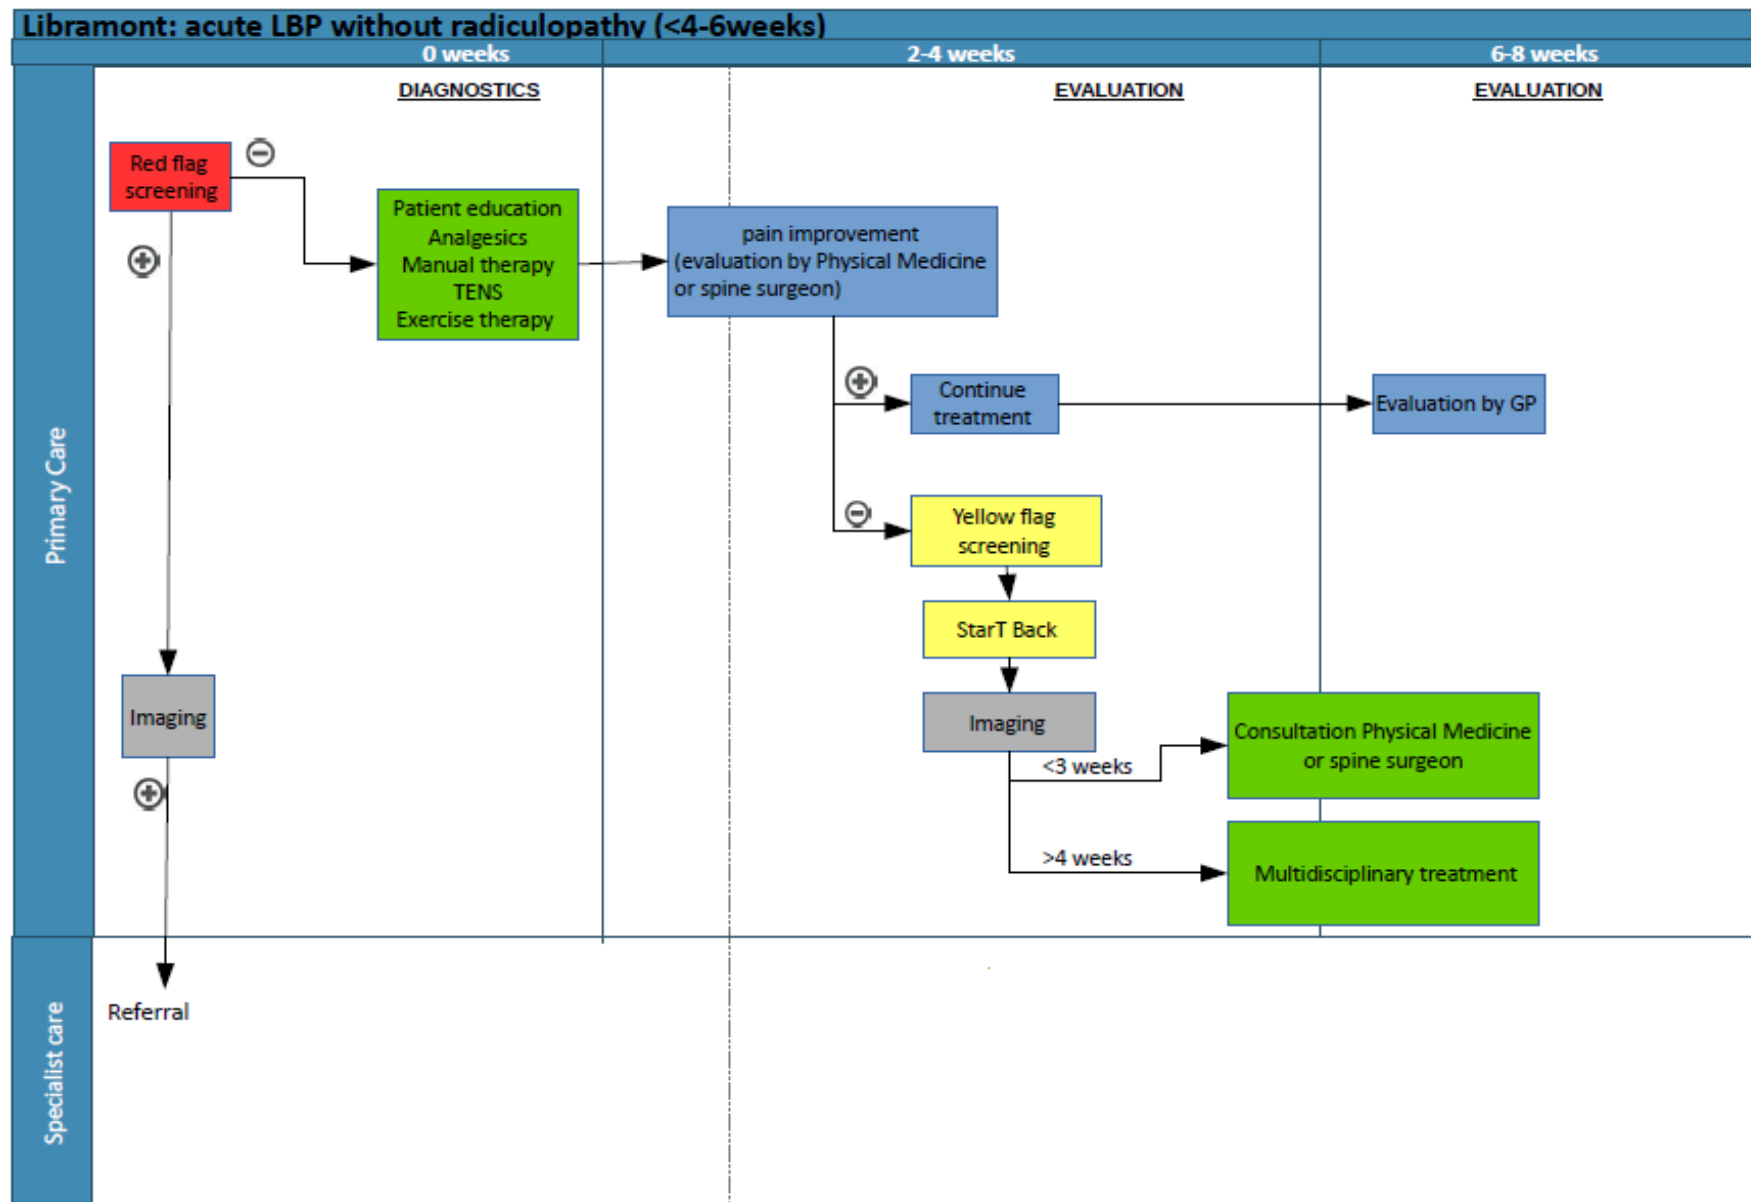 Libramont: acute LBP without radiculopathy (<4-6weeks)
0 weeks
2-4 weeks
6-8 weeks
DIAGNOSTICS
EVALUATION
EVALUATION
Primary Care
Red flag
screening
Patient education
Analgesics
Manual therapy
TENS
Exercise therapy
pain improvement
(evaluation by Physical Medicine
or spine surgeon)
Continue
treatment
Evaluation by GP
Yellow flag
screening
StarT Back
Imaging
Imaging
<3 weeks
Consultation Physical Medicine
or spine surgeon
>4 weeks
Multidisciplinary treatment
Specialist care
Referral